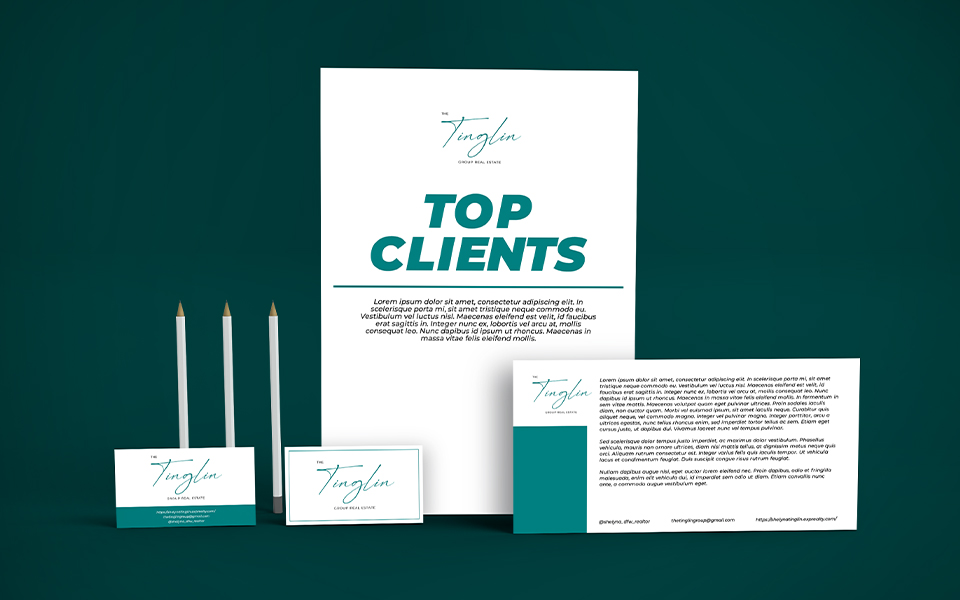 THE
Tinglin
GROUP REAL ESTATE
TOP
CLIENTS
Lorem ipsum dolor sit amet, consectetur adipiscing elit. In
scelerisque porta mi, sit amet tristique neque commodo eu.
Vestibulum vel luctus nisl. Maecenas eleifend est velit, id faucibus
erat sagittis in. Integer nunc ex, lobortis vel arcu at, mollis
consequat leo. Nunc dapibus id ipsum ut rhoncus. Maecenas in
massa vitae felis eleifend mollis.
THE
Tinglin
GROUP REAL ESTATE
https://shelynatinglin.exprealty.com/
thetinglingroup@gmail.com
@shelyna_dfw_realtor
THE
Tinglin
GROUP REAL ESTATE
THE
Tinglin
GROUP REAL ESTATE
Lorem ipsum dolor sit amet, consectetur adipiscing elit. In scelerisque porta mi, sit amet
tristique neque commodo eu. Vestibulum vel luctus nisl. Maecenas eleifend est velit, id
faucibus erat sagittis in. Integer nunc ex, lobortis vel arcu at, mollis consequat leo. Nunc
dapibus id ipsum ut rhoncus. Maecenas in massa vitae felis eleifend mollis. In fermentum in
sem vitae mattis. Maecenas volutpat quam eget pulvinar ultrices. Proin sodales iaculis
diam, non auctor quam. Morbi vel euismod ipsum, sit amet iaculis nunc. Curabitur quis
aliquet neque, vel commodo magna. Integer vel pulvinar magna. Integer porttitor, arcu a
ultrices egestas, nunc tellus rhoncus enim, sed imperdiet tortor tellus ac sem. Etiam eget
cursus justo, ut dapibus dui. Vivamus laoreet nunc vel tempus pulvinar.
Sed scelerisque dolor tempus justo imperdiet, ac maximus dolor vestibulum. Phasellus
vehicula, mauris non ultrices ultrices, diam nisl mattis tellus, at dignissim metus neque quis
orci. Aliquam rutrum consectetur est. Integer varius felis quis iaculis tempor. Ut vehicula
leo et condimentum feugiat. Duis suscipit congue risus rhoncus feugiat.
Nullam dapibus augue nisl, eget auctor lorem eleifend nec. Proin dapibus, odio et fringilla
malesuada, enim elit vehicula dui, id imperdiet sem odio ut diam. Etiam convallis nunc
ante, a commodo augue vestibulum eget.
@shelyna_dfw_realtor thetinglingroup@gmail.com https://shelynatinglin.exprealty.com/